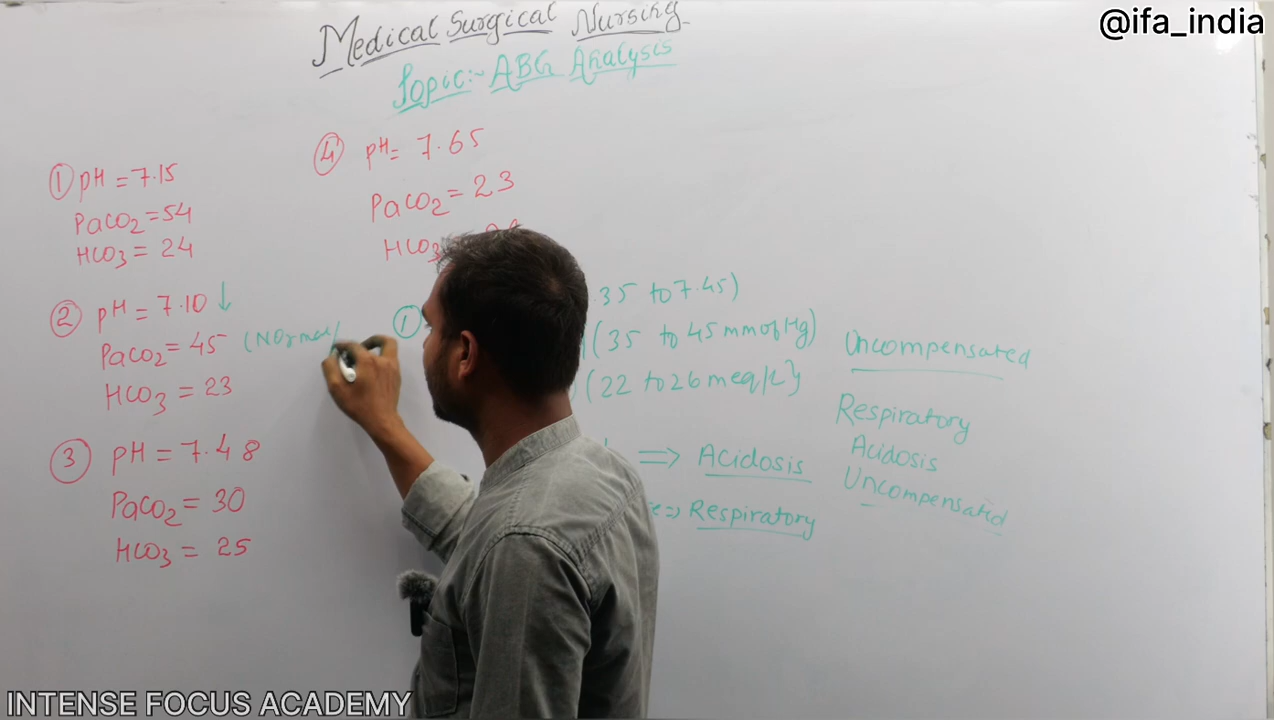 @ifa_india
Medical Surgical Nursing
Topic:- ABG Analysis
① pH = 7.15
PaCO2 = 54
HCO3 = 24
② pH = 7.10 ↓
PaCO2 = 45 (Normal)
HCO3 = 23
③ pH = 7.48
PaCO2 = 30
HCO3 = 25
④ pH = 7.65
PaCO2 = 23
HCO3
①
35 to 7.45)
(35 to 45 mm of Hg)
(22 to 26 meq/L}
⇒ Acidosis
⇒ Respiratory
Uncompensated
Respiratory
Acidosis
Uncompensated
INTENSE FOCUS ACADEMY